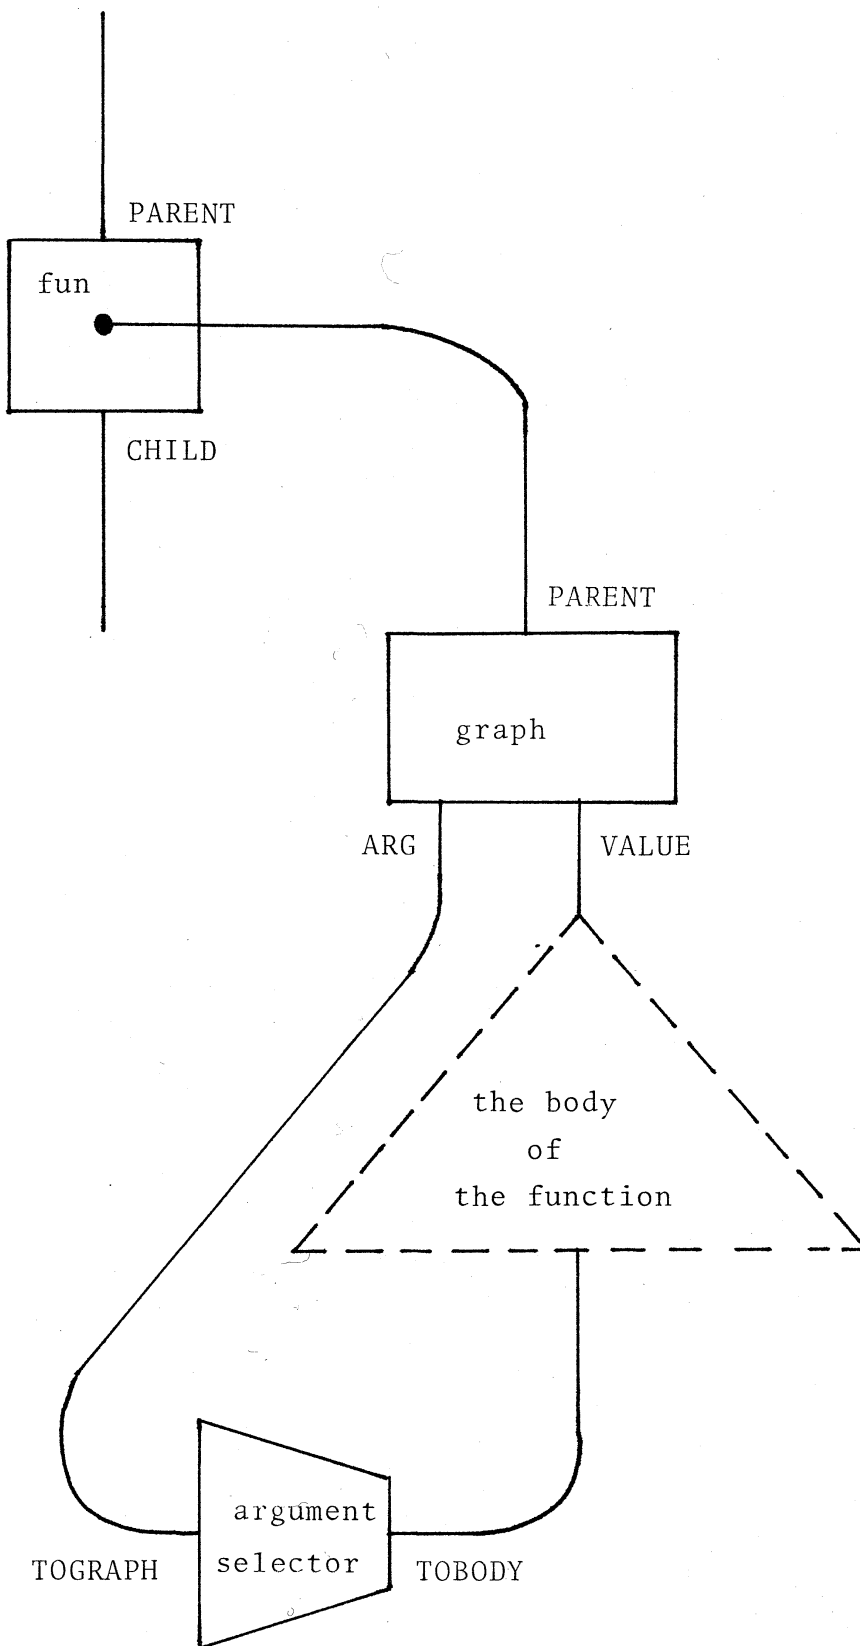 PARENT
fun
CHILD
PARENT
graph
ARG
VALUE
the body
of
the function
argument
selector
TOGRAPH
TOBODY